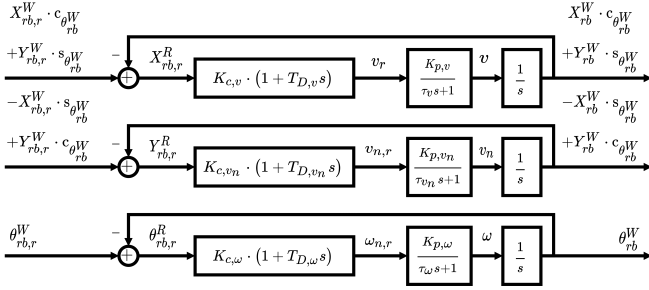 X^W_{rb,r} · c_{θ^W_{rb}} X^W_{rb} · c_{θ^W_{rb}}
+Y^W_{rb,r} · s_{θ^W_{rb}} − X^R_{rb,r} v_r v +Y^W_{rb} · s_{θ^W_{rb}}
+ K_{c,v} · (1+T_{D,v}s) K_{p,v}/(τ_v s+1) 1/s
−X^W_{rb,r} · s_{θ^W_{rb}} −X^W_{rb} · s_{θ^W_{rb}}
+Y^W_{rb,r} · c_{θ^W_{rb}} − Y^R_{rb,r} v_{n,r} v_n +Y^W_{rb} · c_{θ^W_{rb}}
+ K_{c,v_n} · (1+T_{D,v_n}s) K_{p,v_n}/(τ_{v_n} s+1) 1/s
θ^W_{rb,r} − θ^R_{rb,r} ω_{n,r} ω θ^W_{rb}
+ K_{c,ω} · (1+T_{D,ω}s) K_{p,ω}/(τ_ω s+1) 1/s